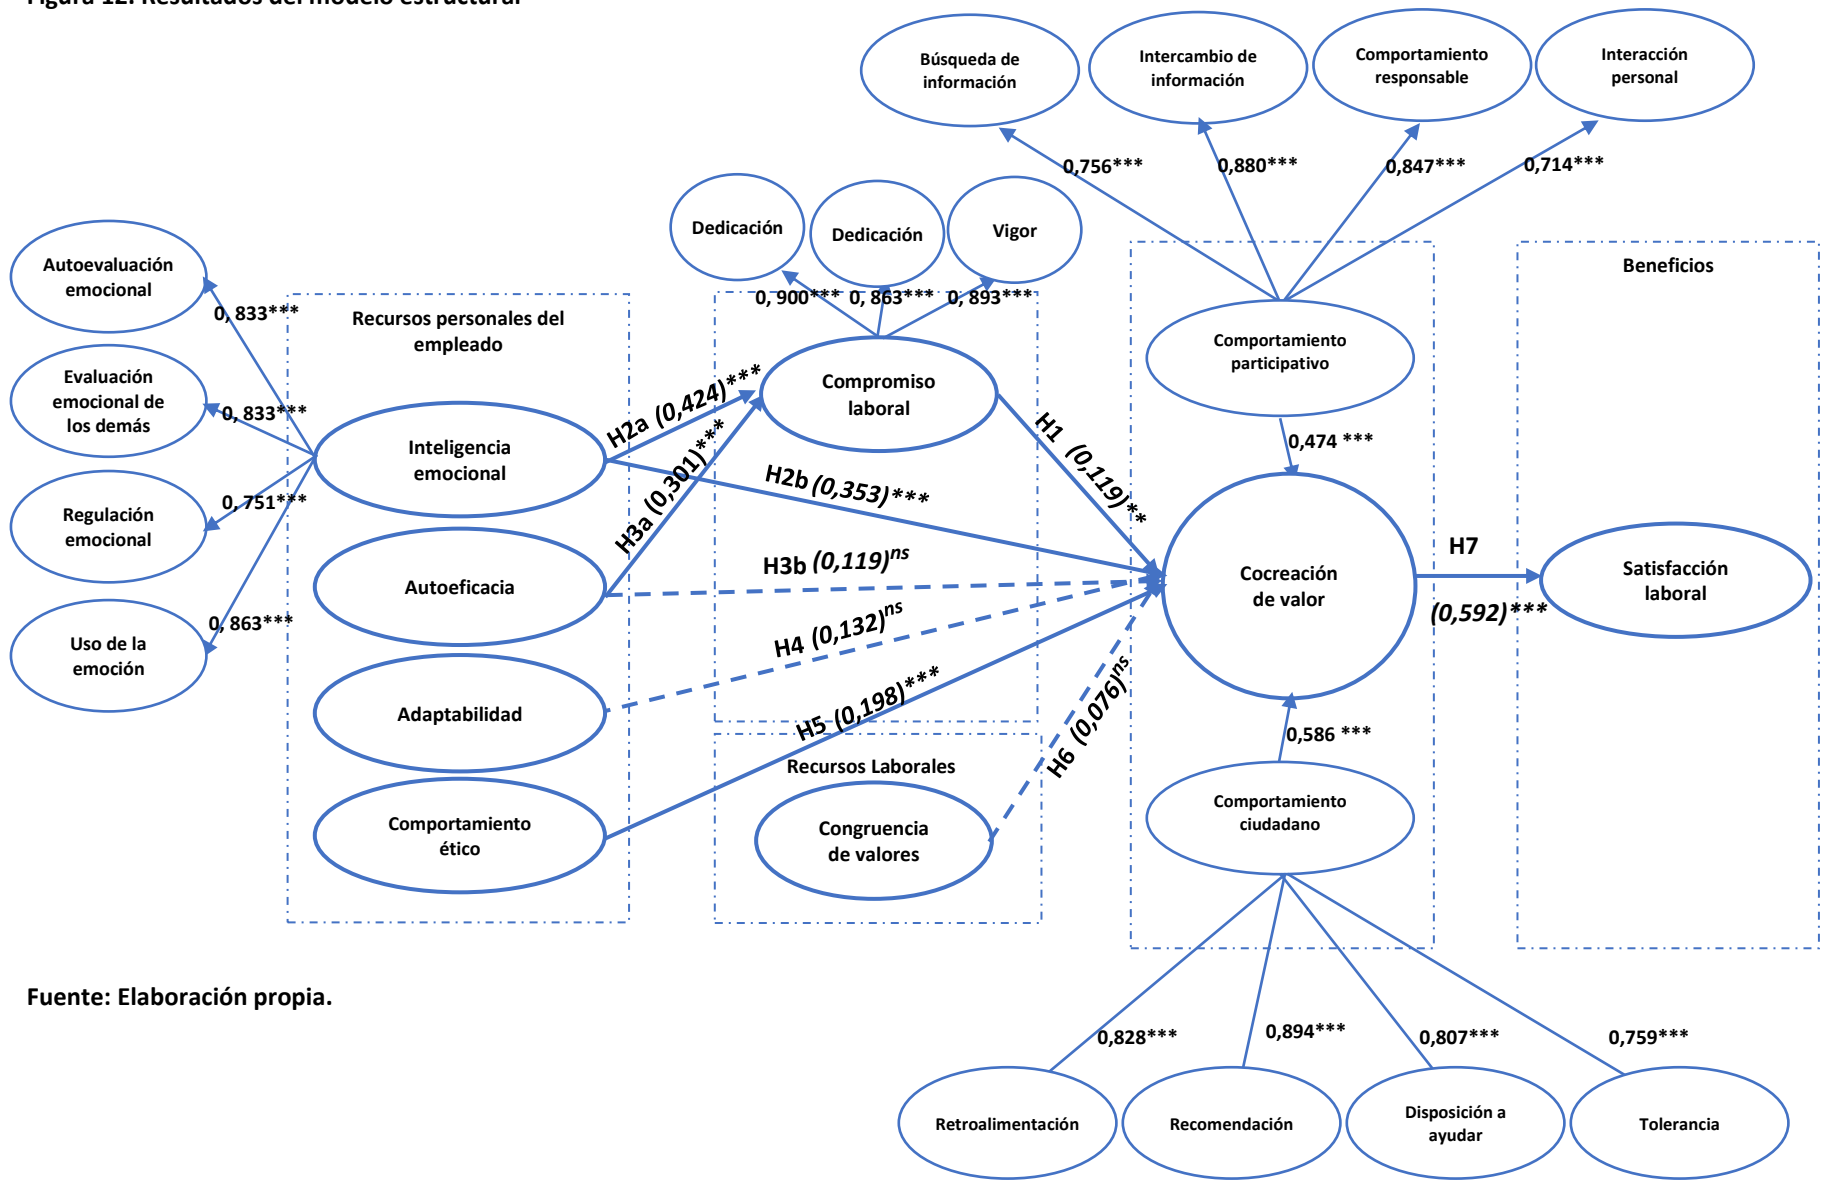 Figura 12. Resultados del modelo estructural
Búsqueda de
información
Intercambio de
información
Comportamiento
responsable
Interacción
personal
0,756***
0,880***
0,847***
0,714***
Dedicación
Dedicación
Vigor
0, 900***
0, 863***
0, 893***
Autoevaluación
emocional
Evaluación
emocional de
los demás
Regulación
emocional
Uso de la
emoción
0, 833***
0, 833***
0, 751***
0, 863***
Recursos personales del
empleado
Inteligencia
emocional
Autoeficacia
Adaptabilidad
Comportamiento
ético
H2a (0,424)***
H3a (0,301)***
H2b (0,353)***
H3b (0,119)ns
H4 (0,132)ns
H5 (0,198)***
H6 (0,076)ns
H1 (0,119)**
Compromiso
laboral
Recursos Laborales
Congruencia
de valores
Comportamiento
participativo
0,474 ***
Cocreación
de valor
0,586 ***
Comportamiento
ciudadano
H7
(0,592)***
Beneficios
Satisfacción
laboral
Fuente: Elaboración propia.
0,828***
0,894***
0,807***
0,759***
Retroalimentación
Recomendación
Disposición a
ayudar
Tolerancia